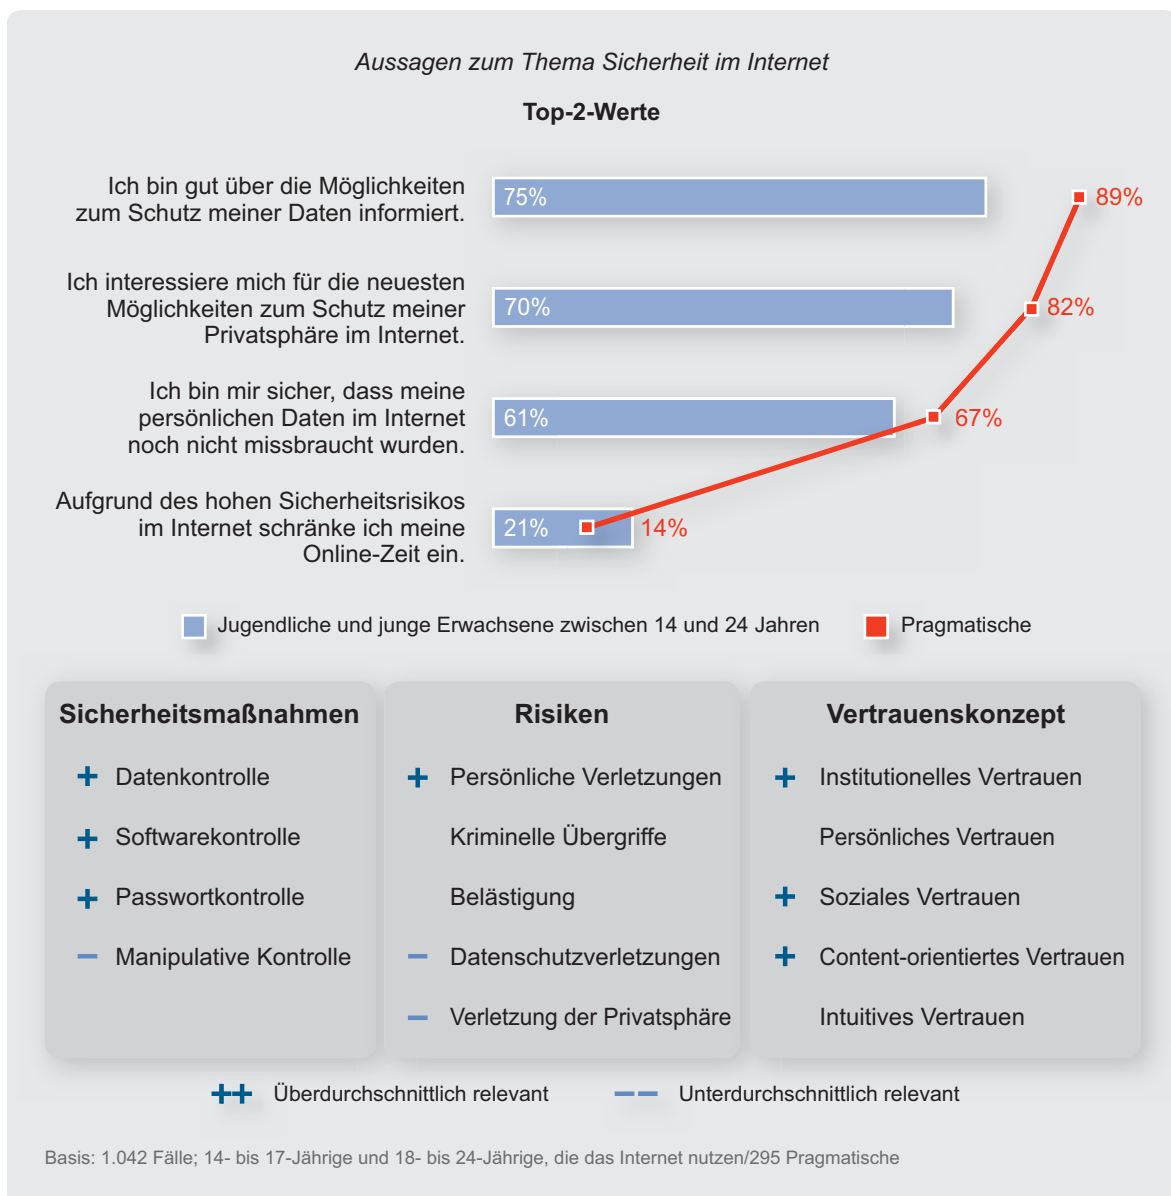 Aussagen zum Thema Sicherheit im Internet
Top-2-Werte
Ich bin gut über die Möglichkeiten
zum Schutz meiner Daten informiert.
75%
89%
Ich interessiere mich für die neuesten
Möglichkeiten zum Schutz meiner
Privatsphäre im Internet.
70%
82%
Ich bin mir sicher, dass meine
persönlichen Daten im Internet
noch nicht missbraucht wurden.
61%
67%
Aufgrund des hohen Sicherheitsrisikos
im Internet schränke ich meine
Online-Zeit ein.
21%
14%
Jugendliche und junge Erwachsene zwischen 14 und 24 Jahren
Pragmatische
Sicherheitsmaßnahmen
+ Datenkontrolle
+ Softwarekontrolle
+ Passwortkontrolle
– Manipulative Kontrolle
Risiken
+ Persönliche Verletzungen
Kriminelle Übergriffe
Belästigung
– Datenschutzverletzungen
– Verletzung der Privatsphäre
Vertrauenskonzept
+ Institutionelles Vertrauen
Persönliches Vertrauen
+ Soziales Vertrauen
+ Content-orientiertes Vertrauen
Intuitives Vertrauen
++ Überdurchschnittlich relevant
–– Unterdurchschnittlich relevant
Basis: 1.042 Fälle; 14- bis 17-Jährige und 18- bis 24-Jährige, die das Internet nutzen/295 Pragmatische